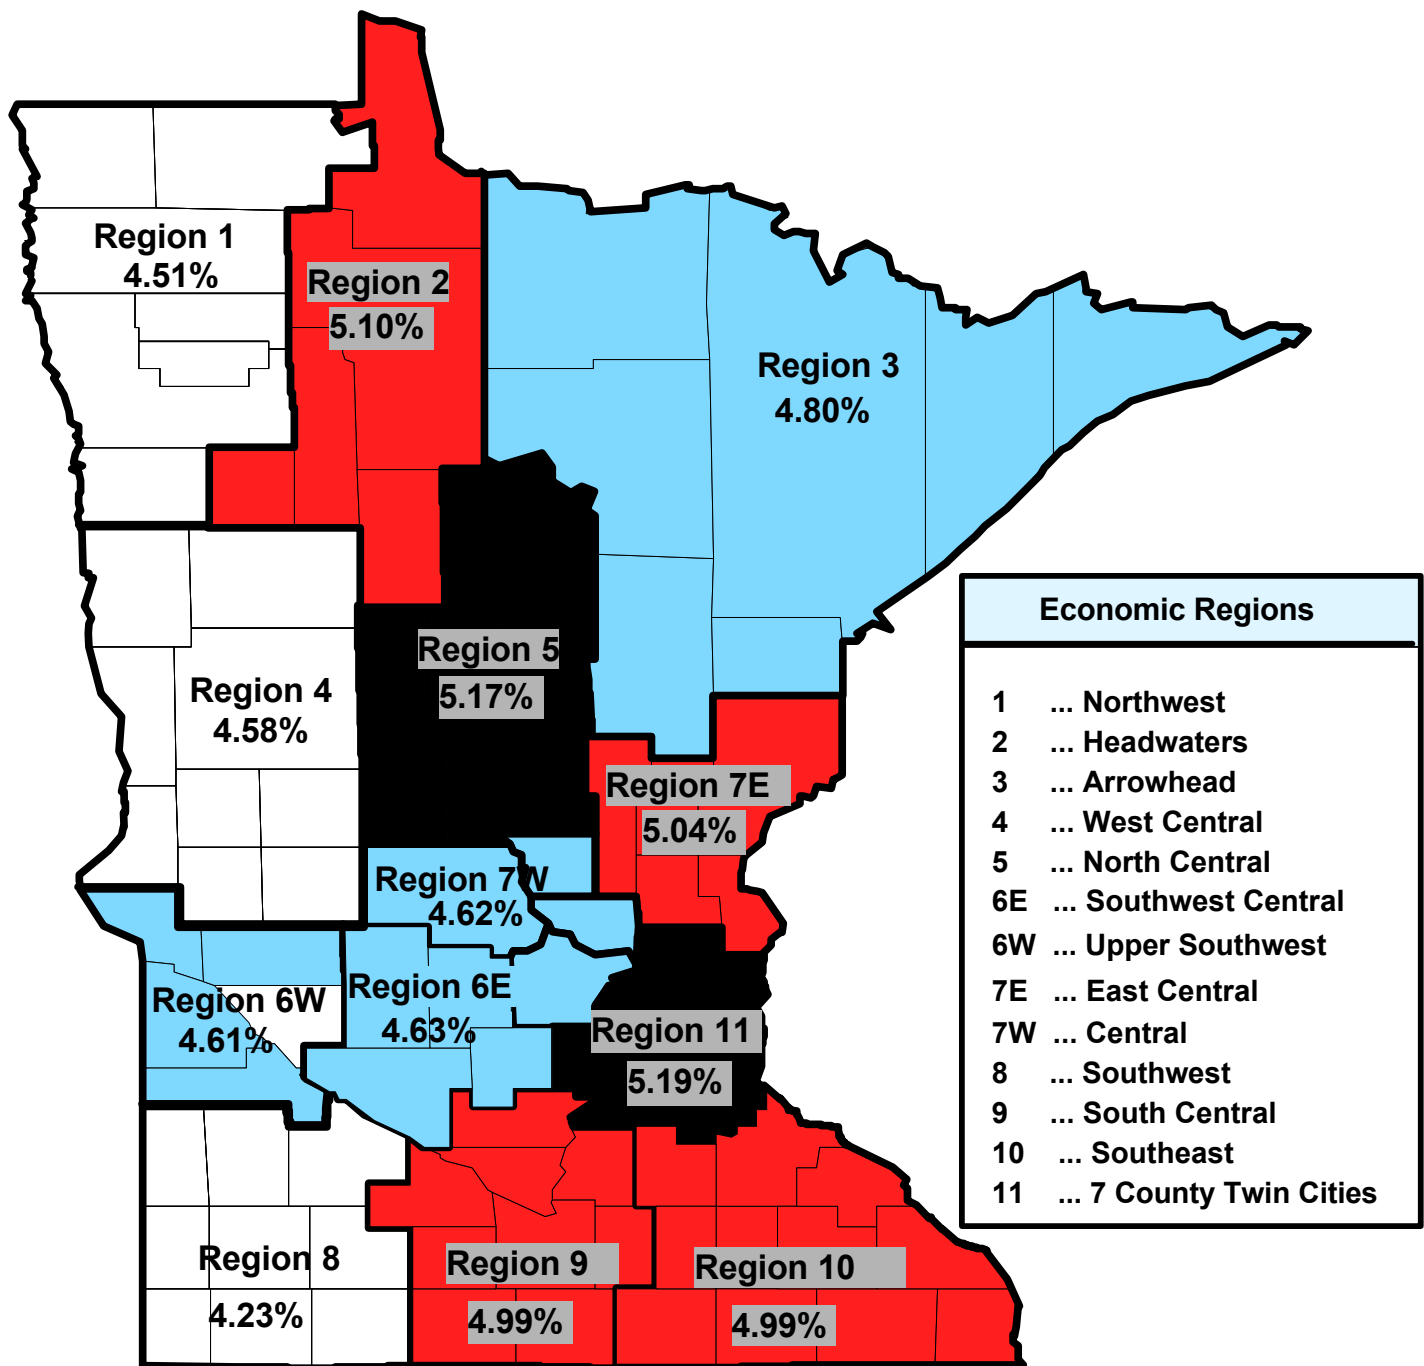 Region 1
4.51%
Region 2
5.10%
Region 3
4.80%
Region 4
4.58%
Region 5
5.17%
Region 7E
5.04%
Region 7W
4.62%
Region 6W
4.61%
Region 6E
4.63%
Region 11
5.19%
Region 8
4.23%
Region 9
4.99%
Region 10
4.99%
Economic Regions
1 ... Northwest
2 ... Headwaters
3 ... Arrowhead
4 ... West Central
5 ... North Central
6E ... Southwest Central
6W ... Upper Southwest
7E ... East Central
7W ... Central
8 ... Southwest
9 ... South Central
10 ... Southeast
11 ... 7 County Twin Cities